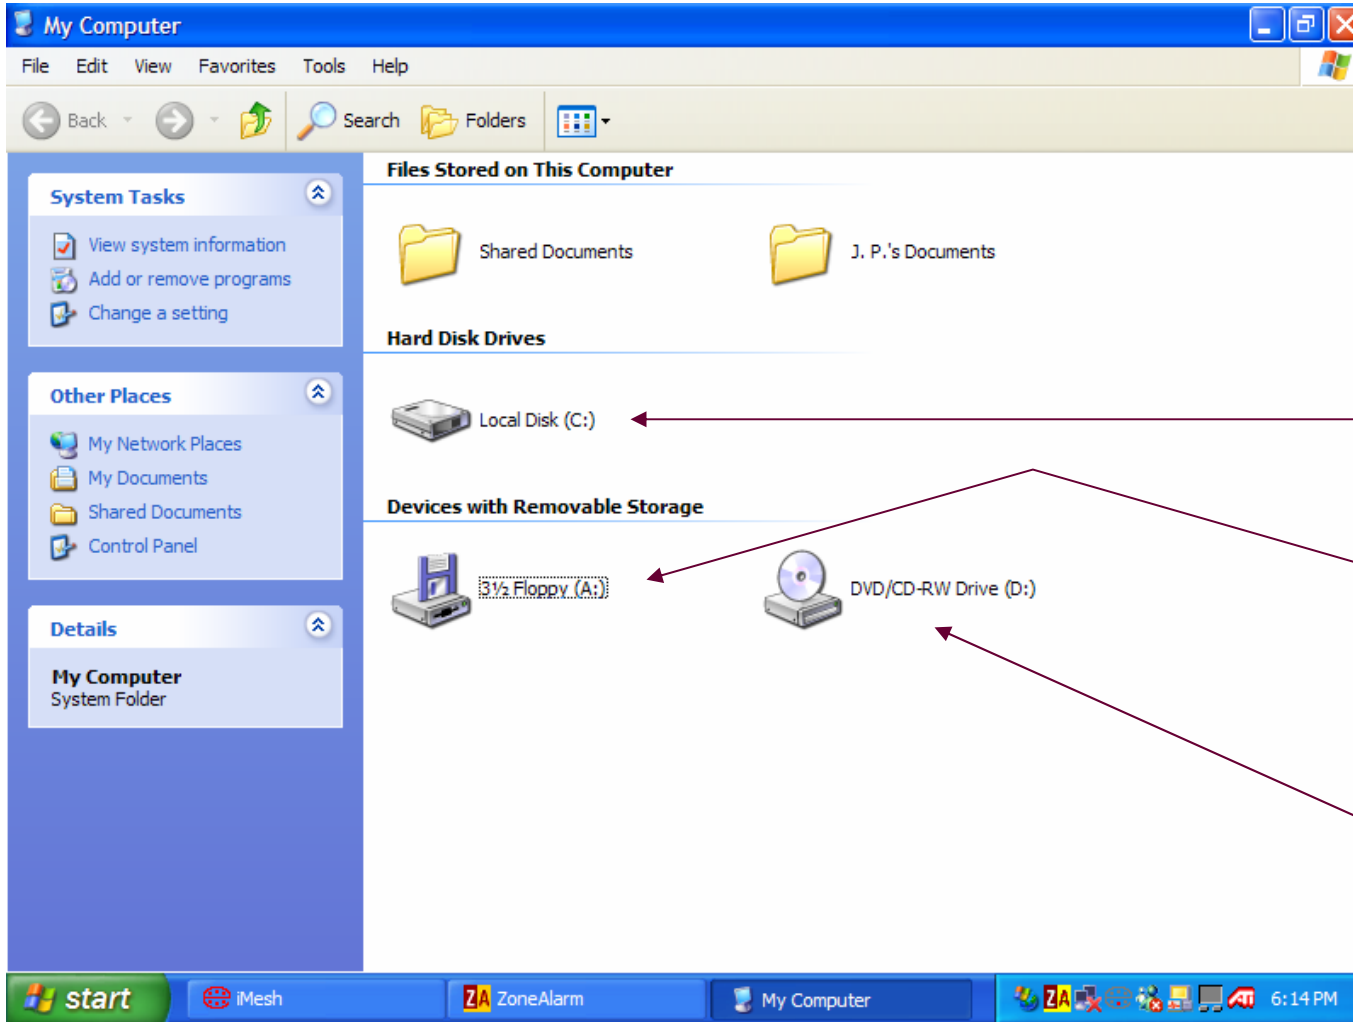 My Computer
File Edit View Favorites Tools Help
Back Search Folders
System Tasks
View system information
Add or remove programs
Change a setting
Other Places
My Network Places
My Documents
Shared Documents
Control Panel
Details
My Computer
System Folder
Files Stored on This Computer
Shared Documents J. P.'s Documents
Hard Disk Drives
Local Disk (C:)
Devices with Removable Storage
3½ Floppy (A:) DVD/CD-RW Drive (D:)
start iMesh ZA ZoneAlarm My Computer ZA 6:14 PM